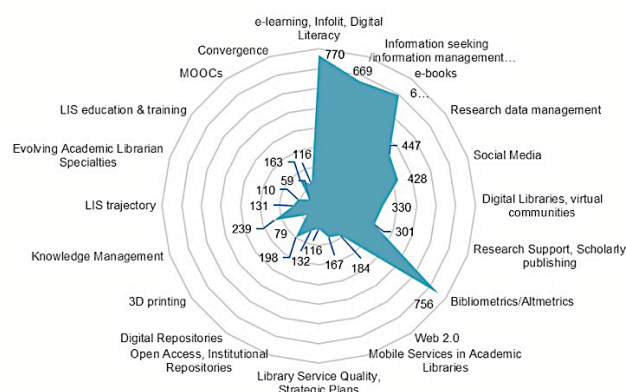 e-learning, Infolit, Digital
Literacy
770
Information seeking
/information management…
669
e-books
6…
Research data management
447
Social Media
428
Digital Libraries, virtual
communities
330
Research Support, Scholarly
publishing
301
Bibliometrics/Altmetrics
756
Web 2.0
184
Mobile Services in Academic
Libraries
167
Library Service Quality,
Strategic Plans
116
Open Access, Institutional
Repositories
132
Digital Repositories
198
3D printing
79
Knowledge Management
239
LIS trajectory
131
Evolving Academic Librarian
Specialties
110
LIS education & training
59
MOOCs
163
Convergence
116